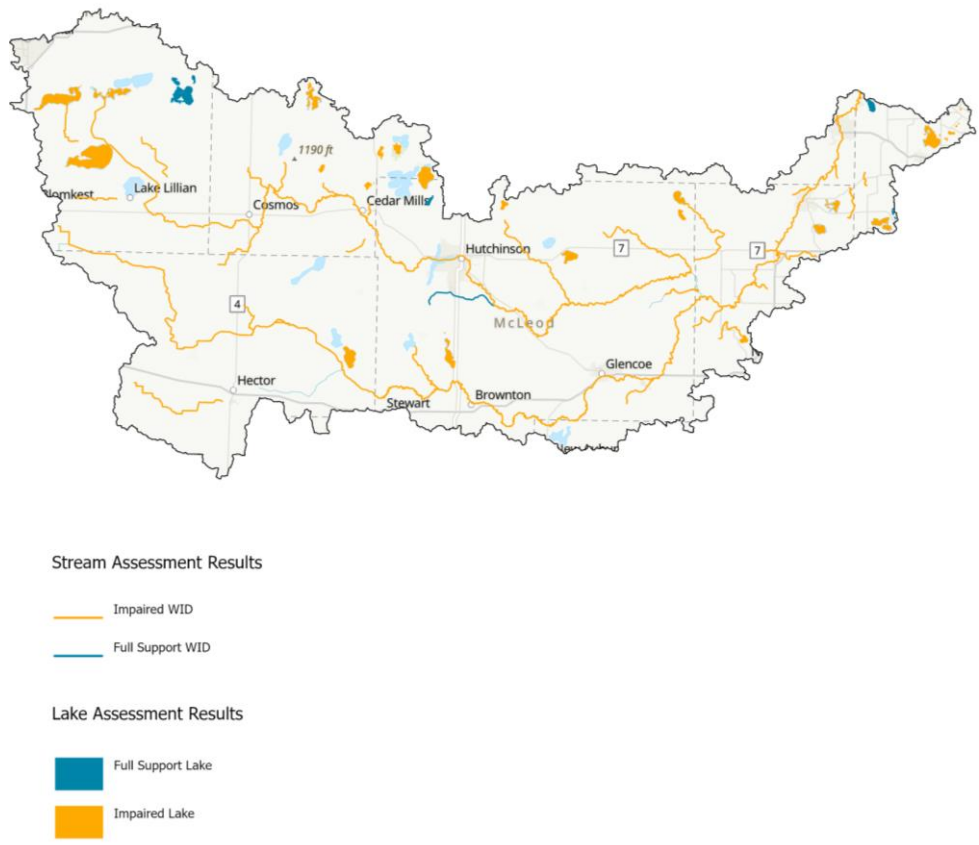 1190 ft
Lake Lillian
Cosmos
Cedar Mills
Hutchinson
7
7
4
McLeod
Glencoe
Hector
Stewart
Brownton
Stream Assessment Results
Impaired WID
Full Support WID
Lake Assessment Results
Full Support Lake
Impaired Lake